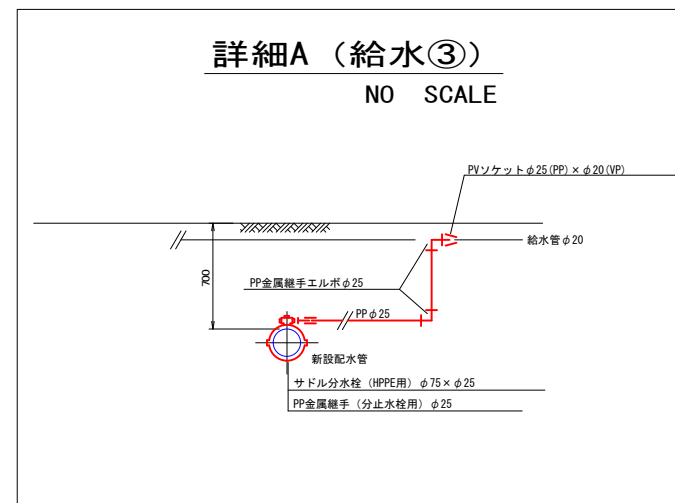 詳細A（給水③）
NO SCALE
PVソケットφ25(PP)×φ20(VP)
給水管φ20
700
PP金属継手エルボφ25
PPφ25
新設配水管
サドル分水栓（HPPE用）φ75×φ25
PP金属継手（分止水栓用）φ25